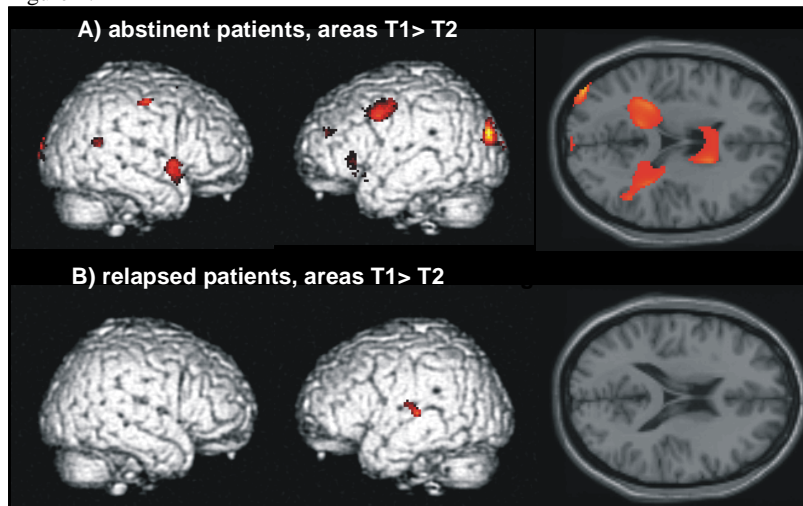 A) abstinent patients, areas T1> T2
B) relapsed patients, areas T1> T2